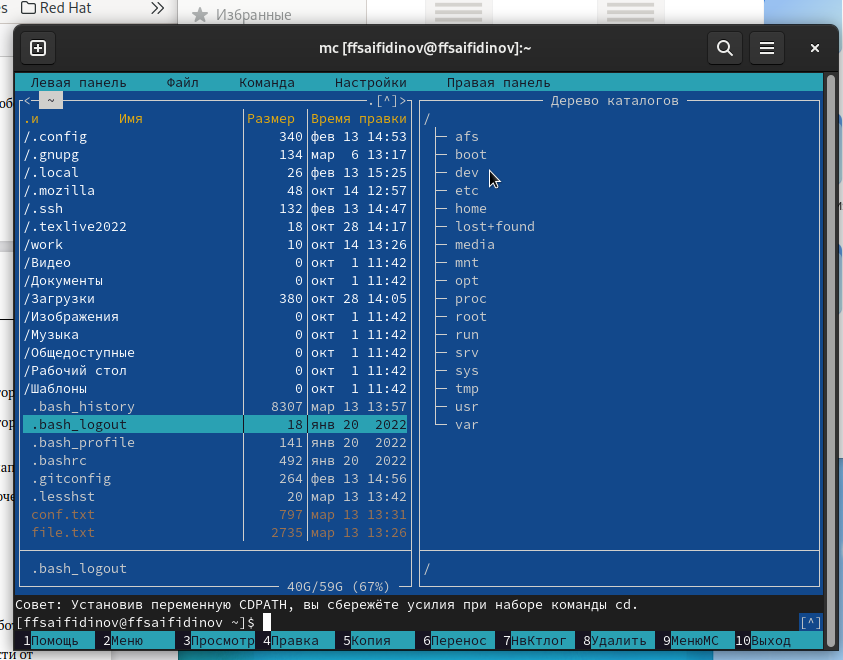 Red Hat
Избранные
mc [ffsaifidinov@ffsaifidinov]:~
Левая панель Файл Команда Настройки Правая панель
<─ ~ .[^]>
Дерево каталогов
.и Имя Размер Время правки /
/.config 340 фев 13 14:53 afs
/.gnupg 134 мар 6 13:17 boot
/.local 26 фев 13 15:25 dev
/.mozilla 48 окт 14 12:57 etc
/.ssh 132 фев 13 14:47 home
/.texlive2022 18 окт 28 14:17 lost+found
/work 10 окт 14 13:26 media
/Видео 0 окт 1 11:42 mnt
/Документы 0 окт 1 11:42 opt
/Загрузки 380 окт 28 14:05 proc
/Изображения 0 окт 1 11:42 root
/Музыка 0 окт 1 11:42 run
/Общедоступные 0 окт 1 11:42 srv
/Рабочий стол 0 окт 1 11:42 sys
/Шаблоны 0 окт 1 11:42 tmp
.bash_history 8307 мар 13 13:57 usr
.bash_logout 18 янв 20 2022 var
.bash_profile 141 янв 20 2022
.bashrc 492 янв 20 2022
.gitconfig 264 фев 13 14:56
.lesshst 20 мар 13 13:42
conf.txt 797 мар 13 13:31
file.txt 2735 мар 13 13:26
.bash_logout /
40G/59G (67%)
Совет: Установив переменную CDPATH, вы сбережёте усилия при наборе команды cd.
[ffsaifidinov@ffsaifidinov ~]$ [^]
1Помощь 2Меню 3Просмотр 4Правка 5Копия 6Перенос 7НвКтлог 8Удалить 9МенюМС 10Выход